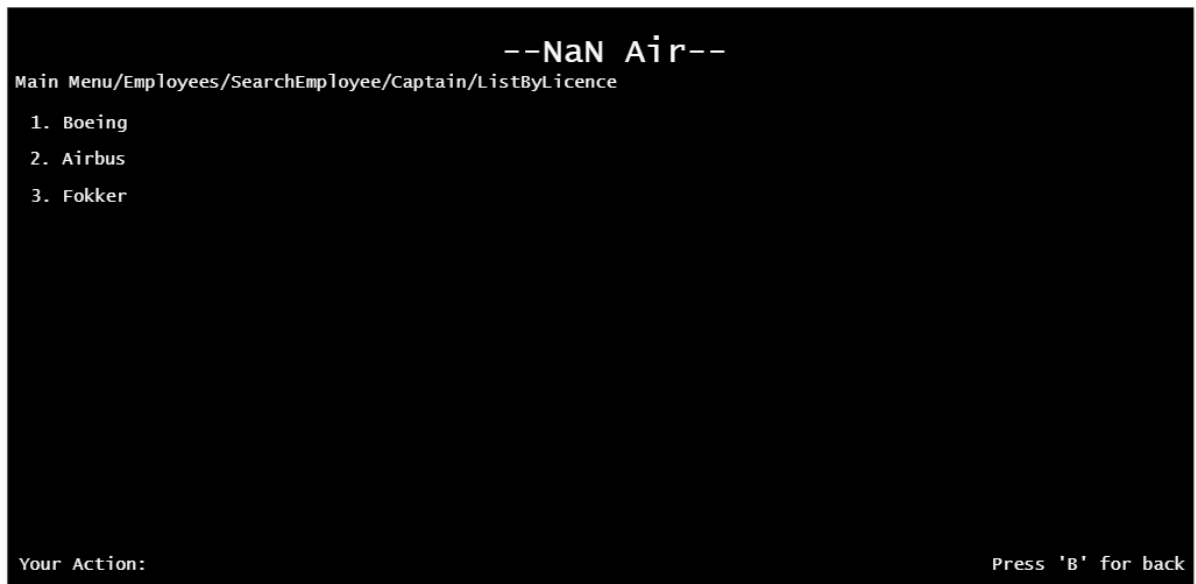 --NaN Air--
Main Menu/Employees/SearchEmployee/Captain/ListByLicence
1. Boeing
2. Airbus
3. Fokker
Your Action:
Press 'B' for back